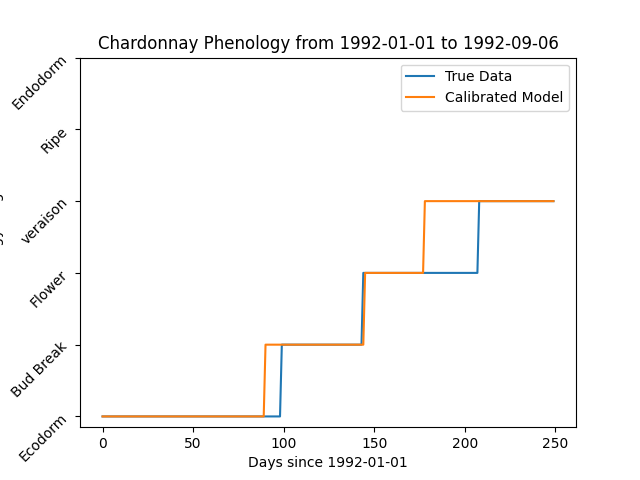 Chardonnay Phenology from 1992-01-01 to 1992-09-06
True Data
Calibrated Model
Endodorm
Ripe
veraison
Flower
Bud Break
Ecodorm
0 50 100 150 200 250
Days since 1992-01-01